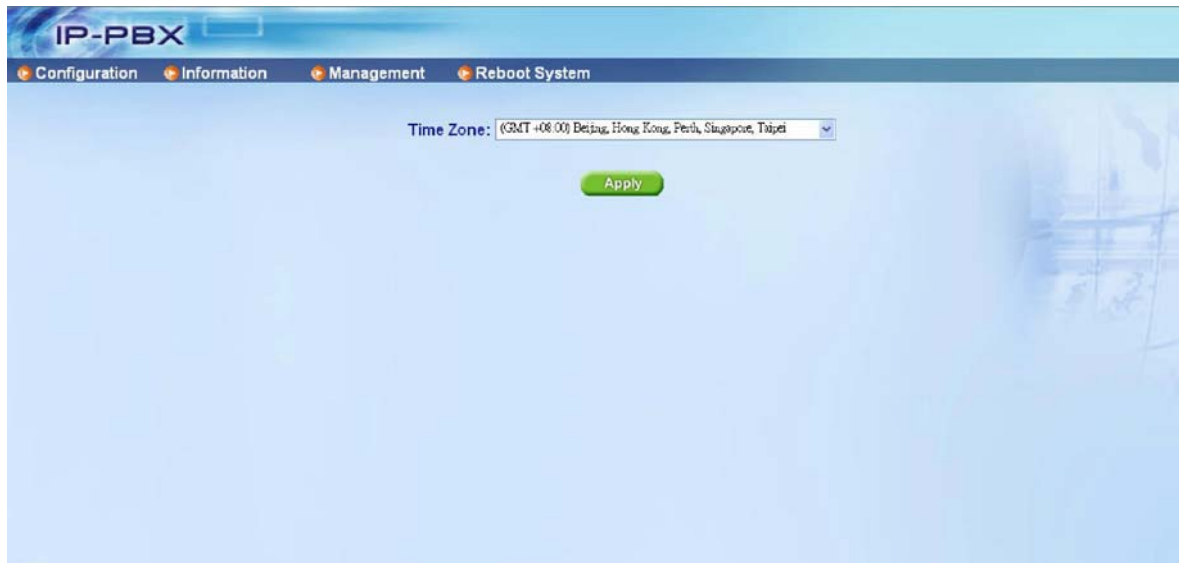 IP-PBX
Configuration Information Management Reboot System
Time Zone: (GMT +08:00) Beijing, Hong Kong, Perth, Singapore, Taipei
Apply